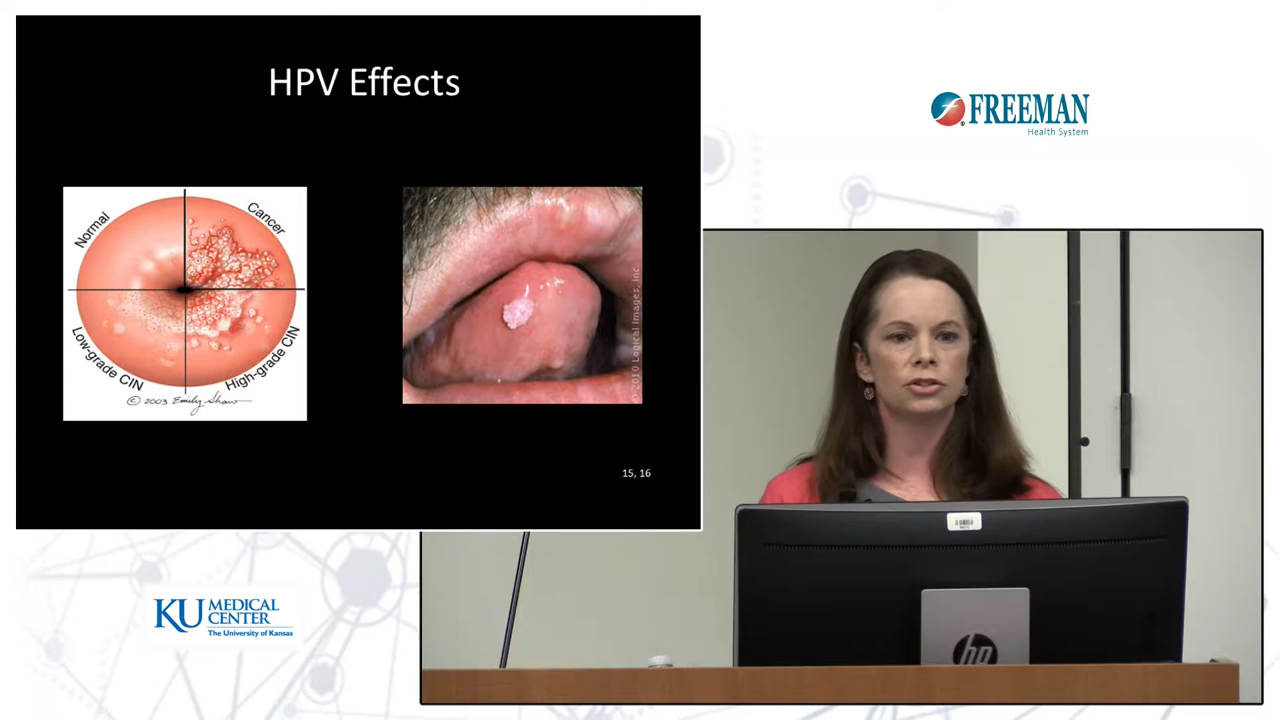 HPV Effects
Normal
Cancer
Low-grade CIN
High-grade CIN
© 2003 Emily Shaw
© 2010 Logical Images, Inc.
15, 16
FREEMAN
Health System
KU MEDICAL
CENTER
The University of Kansas
hp